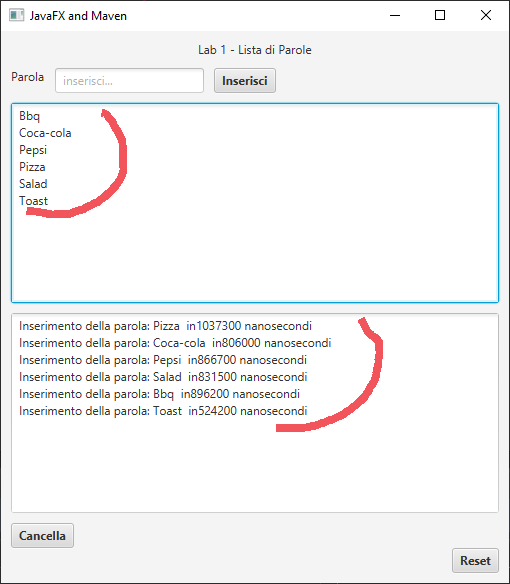 JavaFX and Maven
Lab 1 - Lista di Parole
Parola inserisci... Inserisci
Bbq
Coca-cola
Pepsi
Pizza
Salad
Toast
Inserimento della parola: Pizza  in1037300 nanosecondi
Inserimento della parola: Coca-cola  in806000 nanosecondi
Inserimento della parola: Pepsi  in866700 nanosecondi
Inserimento della parola: Salad  in831500 nanosecondi
Inserimento della parola: Bbq  in896200 nanosecondi
Inserimento della parola: Toast  in524200 nanosecondi
Cancella
Reset